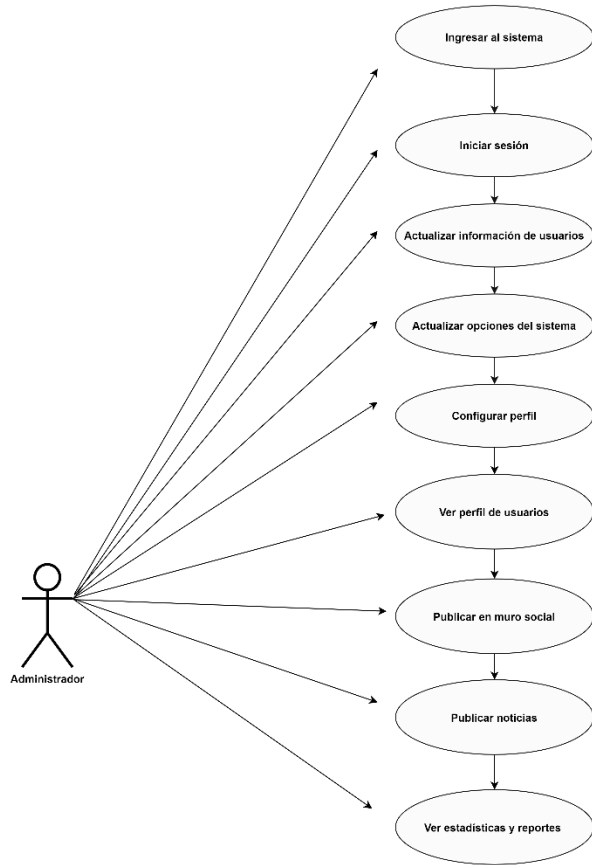 Ingresar al sistema
Iniciar sesión
Actualizar información de usuarios
Actualizar opciones del sistema
Configurar perfil
Ver perfil de usuarios
Publicar en muro social
Administrador
Publicar noticias
Ver estadísticas y reportes